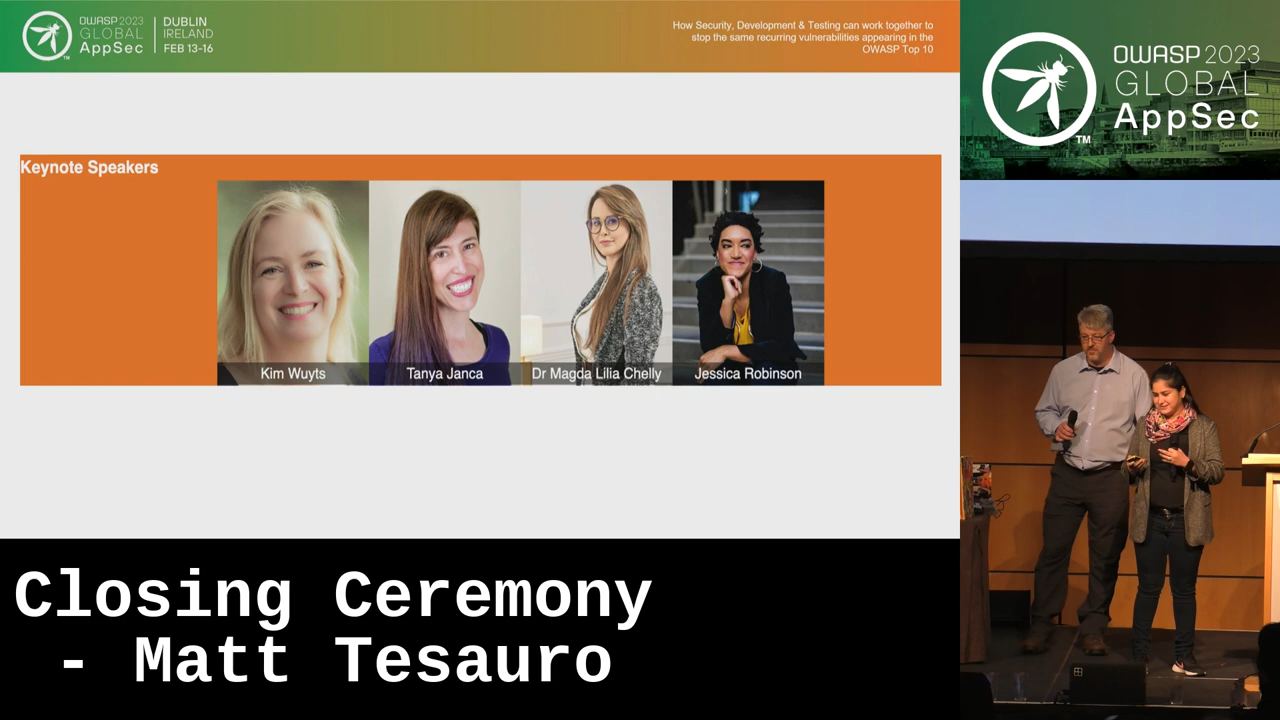 OWASP 2023
GLOBAL
AppSec
TM
DUBLIN
IRELAND
FEB 13-16
How Security, Development & Testing can work together to
stop the same recurring vulnerabilities appearing in the
OWASP Top 10
Keynote Speakers
Kim Wuyts
Tanya Janca
Dr Magda Lilia Chelly
Jessica Robinson
Closing Ceremony
- Matt Tesauro
OWASP 2023
GLOBAL
AppSec
TM